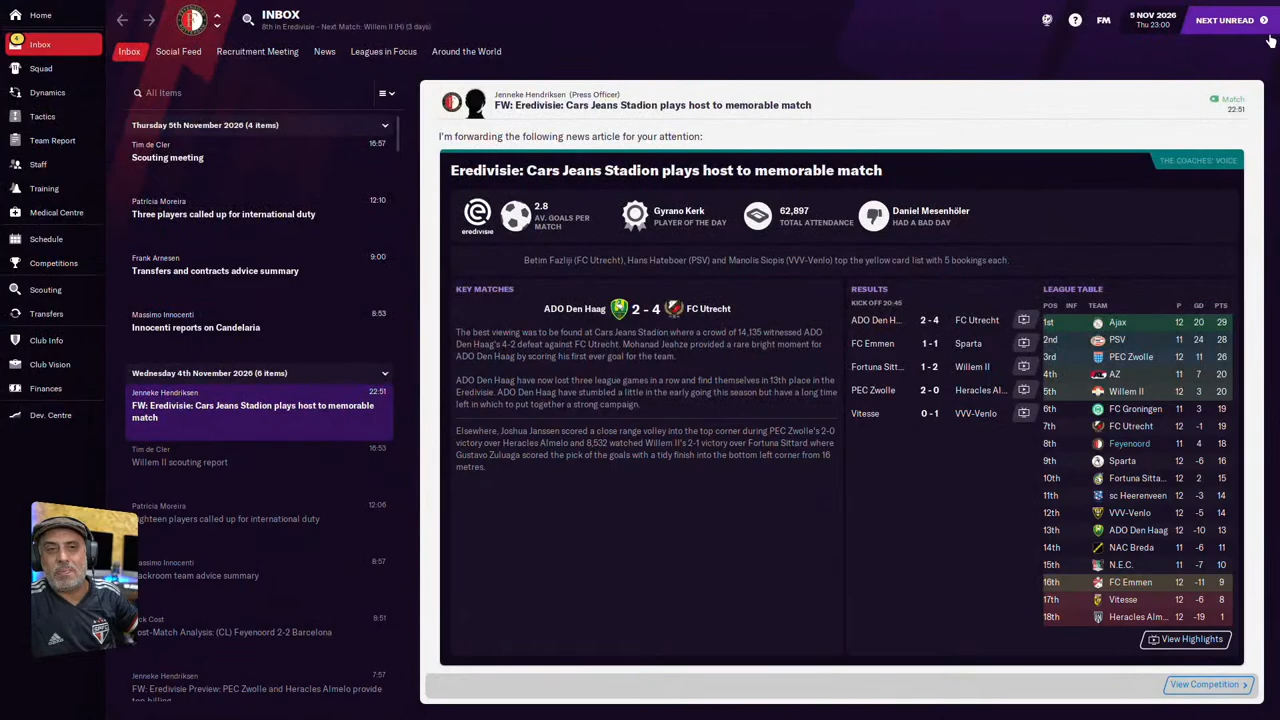 Home
4
Inbox
Squad
Dynamics
Tactics
Team Report
Staff
Training
Medical Centre
Schedule
Competitions
Scouting
Transfers
Club Info
Club Vision
Finances
Dev. Centre
INBOX
8th in Eredivisie - Next Match: Willem II (H) (3 days)
FM
5 NOV 2026
Thu 23:00
NEXT UNREAD
Inbox
Social Feed
Recruitment Meeting
News
Leagues in Focus
Around the World
All Items
Thursday 5th November 2026 (4 items)
Tim de Cler 16:57
Scouting meeting
Patrícia Moreira 12:10
Three players called up for international duty
Frank Arnesen 9:00
Transfers and contracts advice summary
Massimo Innocenti 8:53
Innocenti reports on Candelaria
Wednesday 4th November 2026 (6 items)
Jenneke Hendriksen 22:51
FW: Eredivisie: Cars Jeans Stadion plays host to memorable
match
Tim de Cler 16:53
Willem II scouting report
Patrícia Moreira 12:06
ighteen players called up for international duty
assimo Innocenti 8:57
ackroom team advice summary
ck Cost 8:51
ost-Match Analysis: (CL) Feyenoord 2-2 Barcelona
Jenneke Hendriksen 7:57
FW: Eredivisie Preview: PEC Zwolle and Heracles Almelo provide
Jenneke Hendriksen (Press Officer)
FW: Eredivisie: Cars Jeans Stadion plays host to memorable match
Match
22:51
I'm forwarding the following news article for your attention:
THE COACHES: VOICE
Eredivisie: Cars Jeans Stadion plays host to memorable match
eredivisie
2.8
AV. GOALS PER
MATCH
Gyrano Kerk
PLAYER OF THE DAY
62,897
TOTAL ATTENDANCE
Daniel Mesenhöler
HAD A BAD DAY
Betim Fazliji (FC Utrecht), Hans Hateboer (PSV) and Manolis Siopis (VVV-Venlo) top the yellow card list with 5 bookings each.
KEY MATCHES
ADO Den Haag 2 - 4 FC Utrecht
The best viewing was to be found at Cars Jeans Stadion where a crowd of 14,135 witnessed ADO
Den Haag's 4-2 defeat against FC Utrecht. Mohanad Jeahze provided a rare bright moment for
ADO Den Haag by scoring his first ever goal for the team.
ADO Den Haag have now lost three league games in a row and find themselves in 13th place in the
Eredivisie. ADO Den Haag have stumbled a little in the early going this season but have a long time
left in which to put together a strong campaign.
Elsewhere, Joshua Janssen scored a close range volley into the top corner during PEC Zwolle's 2-0
victory over Heracles Almelo and 8,532 watched Willem II's 2-1 victory over Fortuna Sittard where
Gustavo Zuluaga scored the pick of the goals with a tidy finish into the bottom left corner from 16
metres.
RESULTS
KICK OFF 20:45
ADO Den H... 2 - 4 FC Utrecht
FC Emmen 1 - 1 Sparta
Fortuna Sitt... 1 - 2 Willem II
PEC Zwolle 2 - 0 Heracles Al...
Vitesse 0 - 1 VVV-Venlo
LEAGUE TABLE
POS INF TEAM P GD PTS
1st Ajax 12 20 29
2nd PSV 11 24 28
3rd PEC Zwolle 12 11 26
4th AZ 11 7 20
5th Willem II 12 3 20
6th FC Groningen 11 3 19
7th FC Utrecht 12 -1 19
8th Feyenoord 11 4 18
9th Sparta 12 -6 16
10th Fortuna Sitta... 12 2 15
11th sc Heerenveen 12 -3 14
12th VVV-Venlo 12 -5 14
13th ADO Den Haag 12 -10 13
14th NAC Breda 11 -6 11
15th N.E.C. 11 -7 10
16th FC Emmen 12 -11 9
17th Vitesse 12 -6 8
18th Heracles Alm... 12 -19 1
View Highlights
View Competition